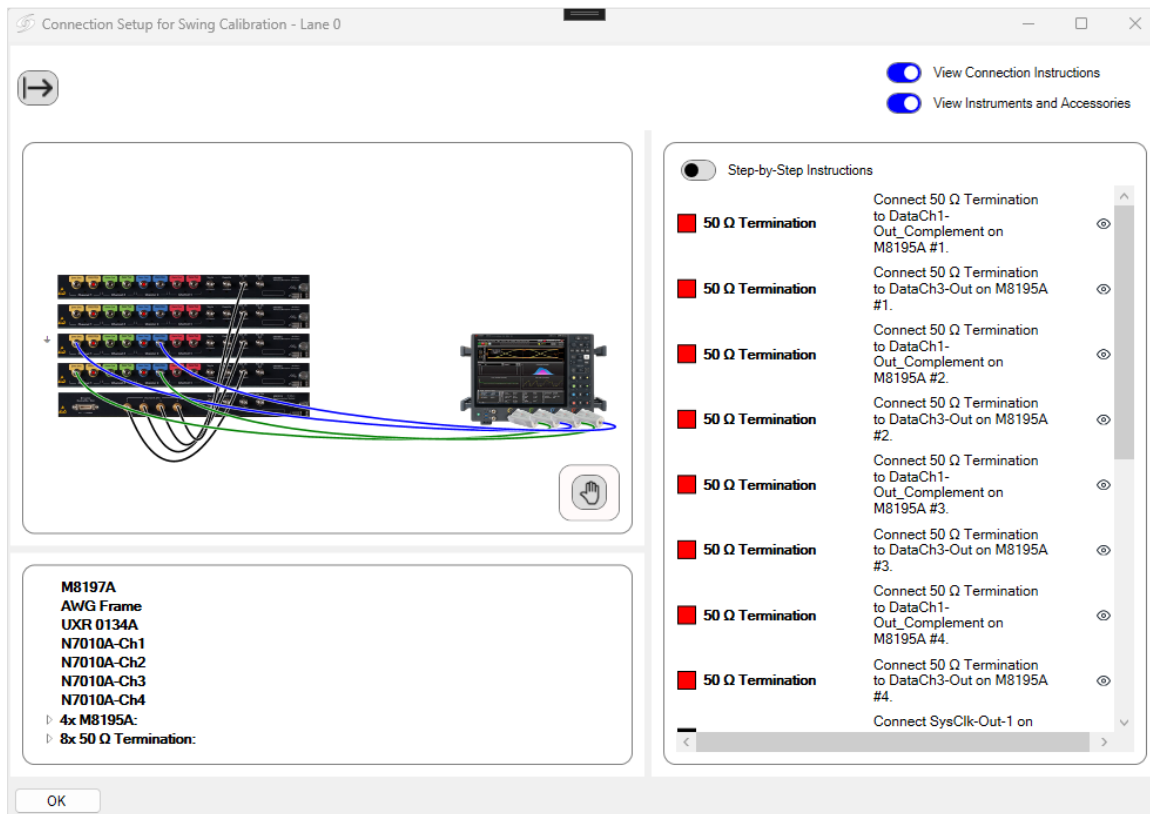 Connection Setup for Swing Calibration - Lane 0
View Connection Instructions
View Instruments and Accessories
Step-by-Step Instructions
50 Ω Termination
Connect 50 Ω Termination
to DataCh1-
Out_Complement on
M8195A #1.
50 Ω Termination
Connect 50 Ω Termination
to DataCh3-Out on M8195A
#1.
50 Ω Termination
Connect 50 Ω Termination
to DataCh1-
Out_Complement on
M8195A #2.
50 Ω Termination
Connect 50 Ω Termination
to DataCh3-Out on M8195A
#2.
50 Ω Termination
Connect 50 Ω Termination
to DataCh1-
Out_Complement on
M8195A #3.
50 Ω Termination
Connect 50 Ω Termination
to DataCh3-Out on M8195A
#3.
50 Ω Termination
Connect 50 Ω Termination
to DataCh1-
Out_Complement on
M8195A #4.
50 Ω Termination
Connect 50 Ω Termination
to DataCh3-Out on M8195A
#4.
Connect SysClk-Out-1 on
M8197A
AWG Frame
UXR 0134A
N7010A-Ch1
N7010A-Ch2
N7010A-Ch3
N7010A-Ch4
4x M8195A:
8x 50 Ω Termination:
OK